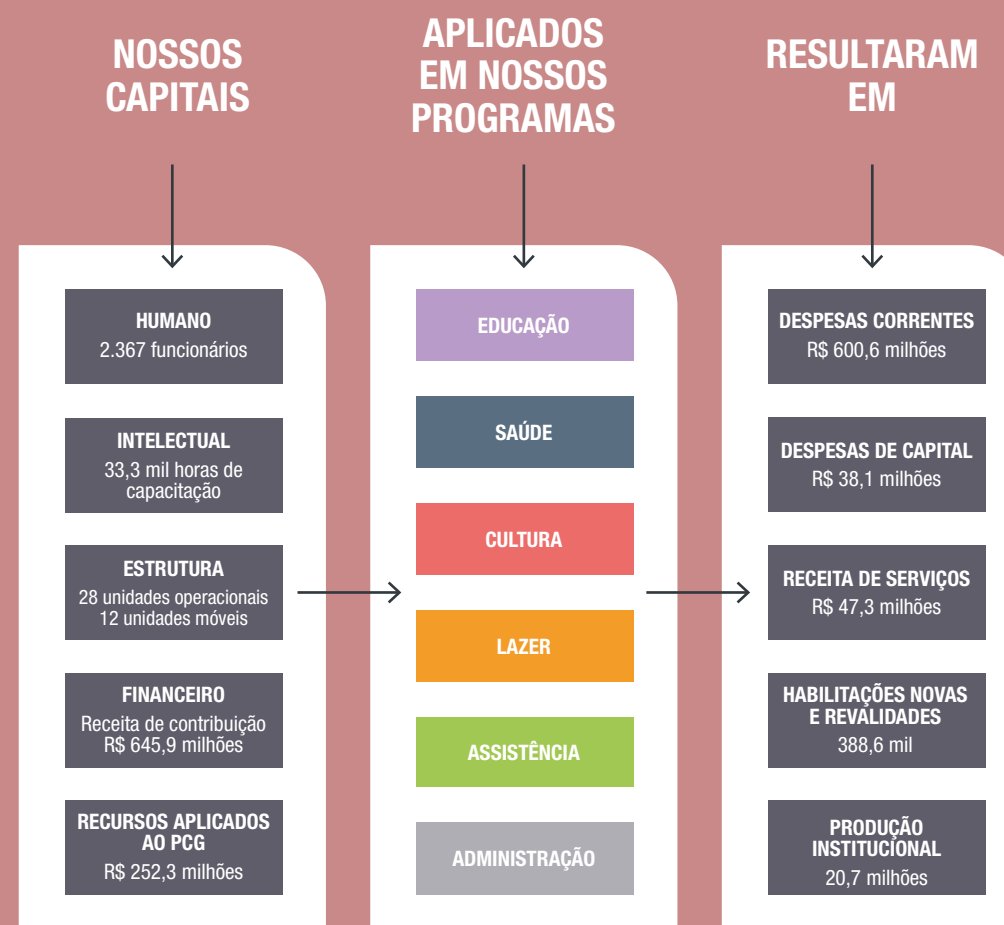 NOSSOS
CAPITAIS
HUMANO
2.367 funcionários
INTELECTUAL
33,3 mil horas de
capacitação
ESTRUTURA
28 unidades operacionais
12 unidades móveis
FINANCEIRO
Receita de contribuição
R$ 645,9 milhões
RECURSOS APLICADOS
AO PCG
R$ 252,3 milhões
APLICADOS
EM NOSSOS
PROGRAMAS
EDUCAÇÃO
SAÚDE
CULTURA
LAZER
ASSISTÊNCIA
ADMINISTRAÇÃO
RESULTARAM
EM
DESPESAS CORRENTES
R$ 600,6 milhões
DESPESAS DE CAPITAL
R$ 38,1 milhões
RECEITA DE SERVIÇOS
R$ 47,3 milhões
HABILITAÇÕES NOVAS
E REVALIDADES
388,6 mil
PRODUÇÃO
INSTITUCIONAL
20,7 milhões